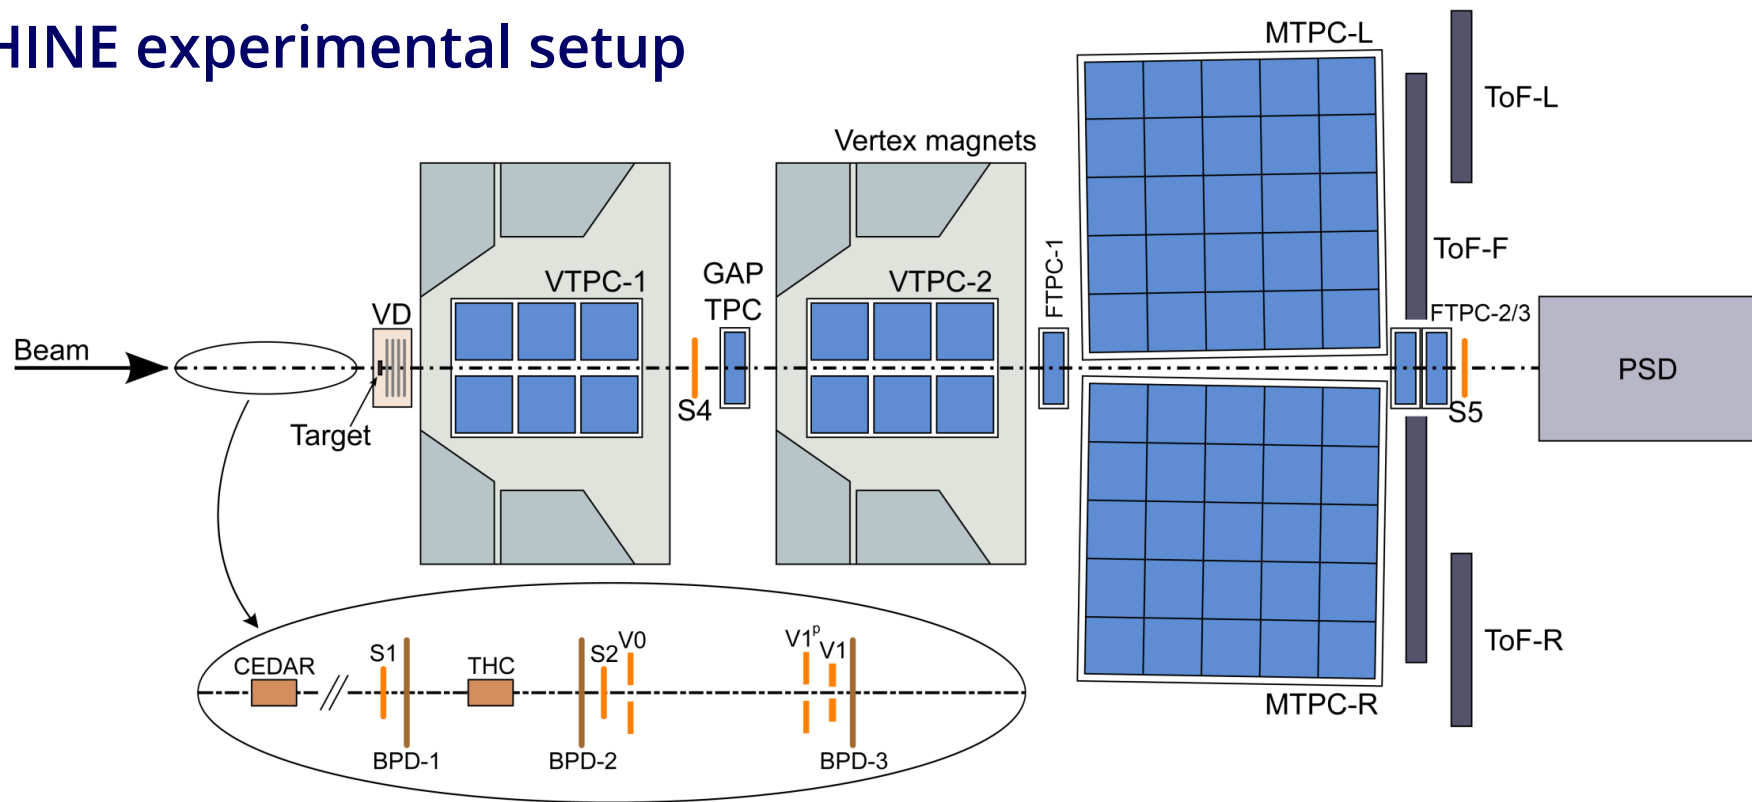 HINE experimental setup
MTPC-L
ToF-L
Vertex magnets
ToF-F
FTPC-1
GAP
TPC
VTPC-1
VTPC-2
VD
FTPC-2/3
Beam
PSD
S4
S5
Target
V1p
V0
V1
S1
S2
CEDAR
THC
ToF-R
MTPC-R
BPD-1
BPD-2
BPD-3